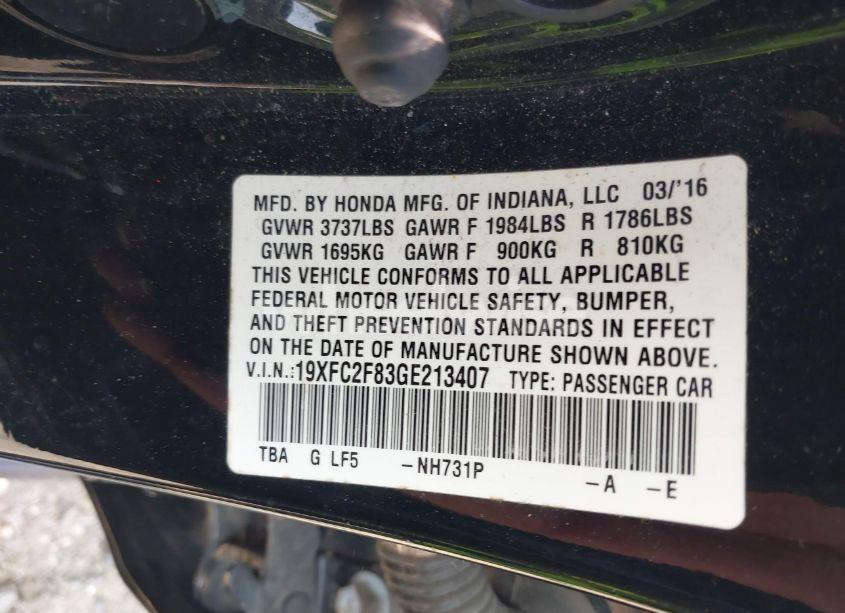 MFD. BY HONDA MFG. OF INDIANA, LLC 03/'16
GVWR 3737LBS GAWR F 1984LBS R 1786LBS
GVWR 1695KG GAWR F 900KG R 810KG
THIS VEHICLE CONFORMS TO ALL APPLICABLE
FEDERAL MOTOR VEHICLE SAFETY, BUMPER,
AND THEFT PREVENTION STANDARDS IN EFFECT
ON THE DATE OF MANUFACTURE SHOWN ABOVE.
V.I.N.:19XFC2F83GE213407 TYPE: PASSENGER CAR
TBA G LF5 -NH731P -A -E